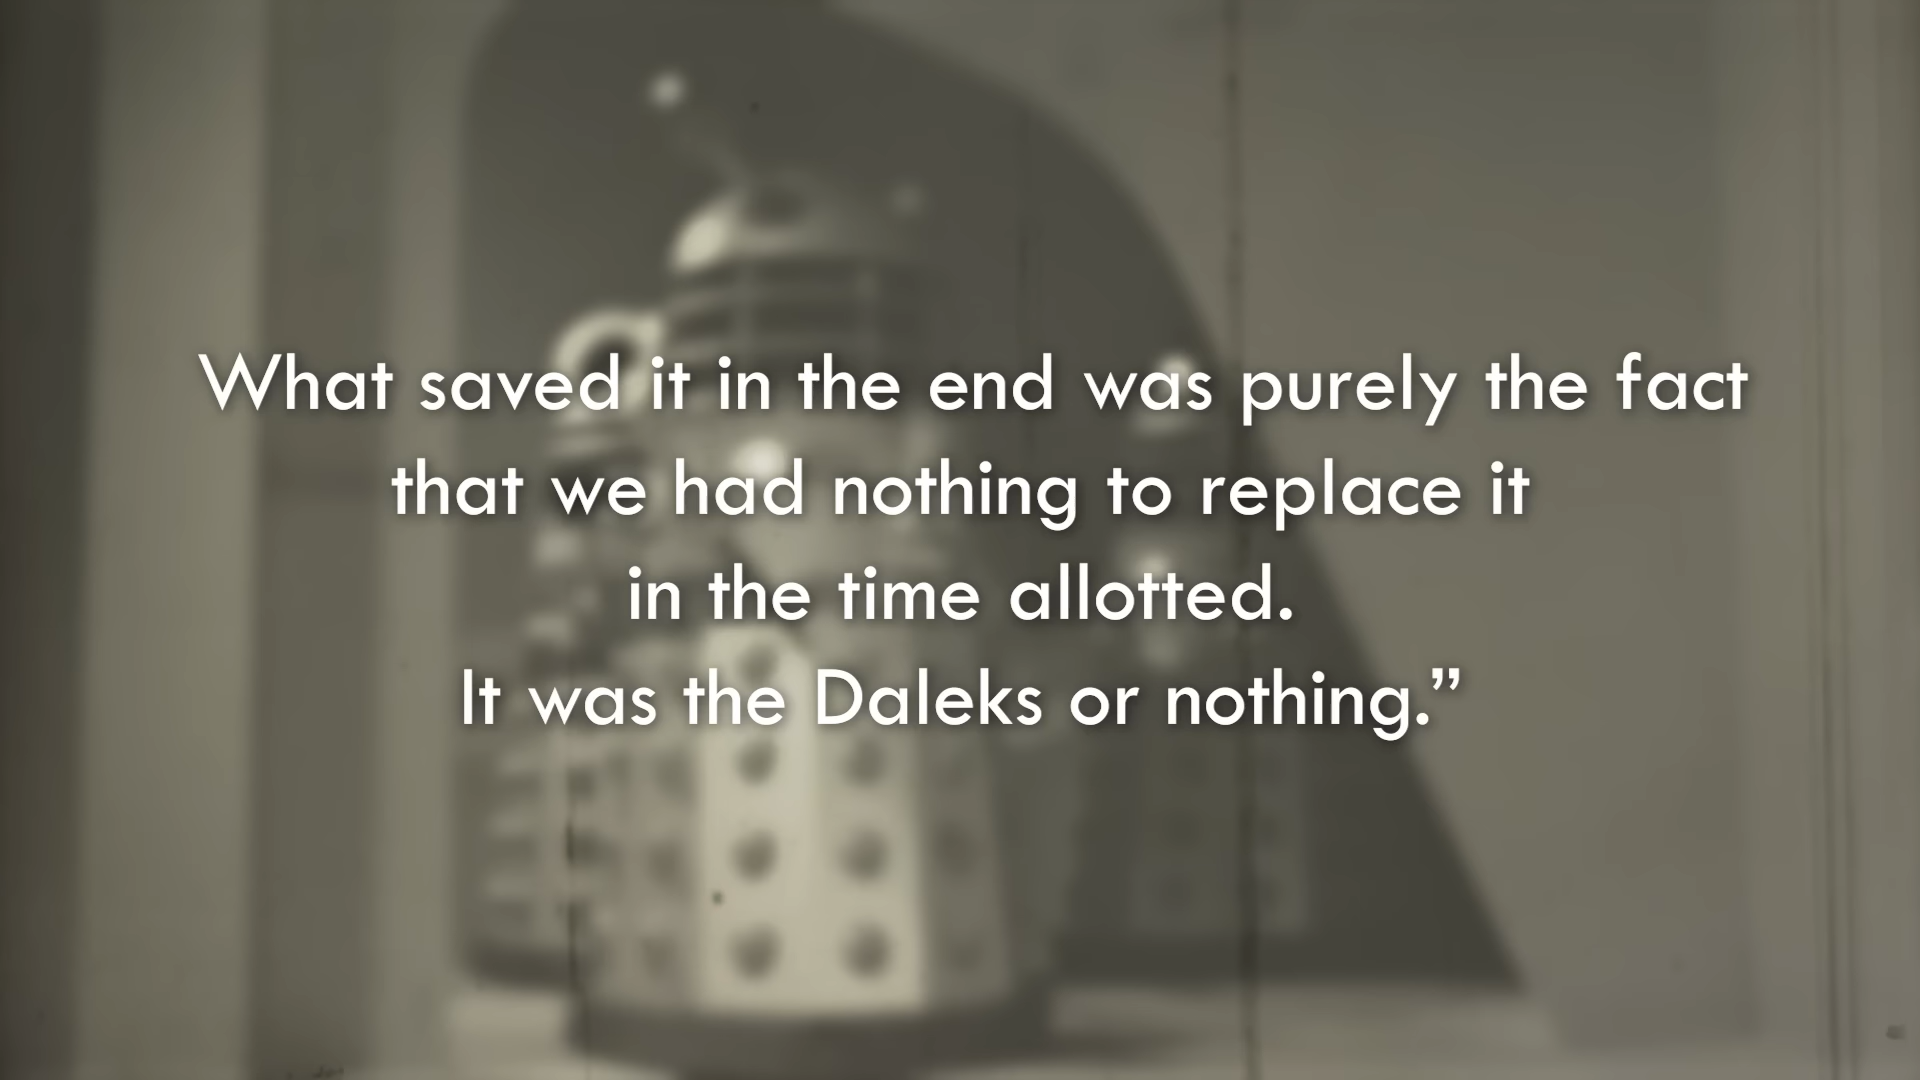 What saved it in the end was purely the fact
that we had nothing to replace it
in the time allotted.
It was the Daleks or nothing.”